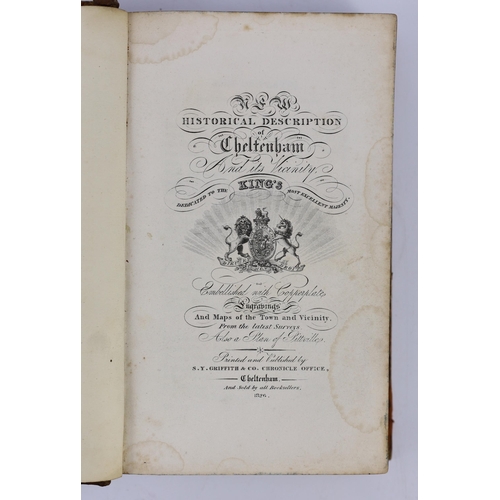 NEW
HISTORICAL DESCRIPTION
of
Cheltenham
And its Vicinity.
DEDICATED TO THE KING'S MOST EXCELLENT MAJESTY.
Embellished with Copperplate
Engravings
And Maps of the Town and Vicinity,
From the latest Surveys
Also a Plan of Pittville.
Printed and Published by
S.Y. GRIFFITH & CO. CHRONICLE OFFICE,
Cheltenham.
And Sold by all Booksellers.
1826.